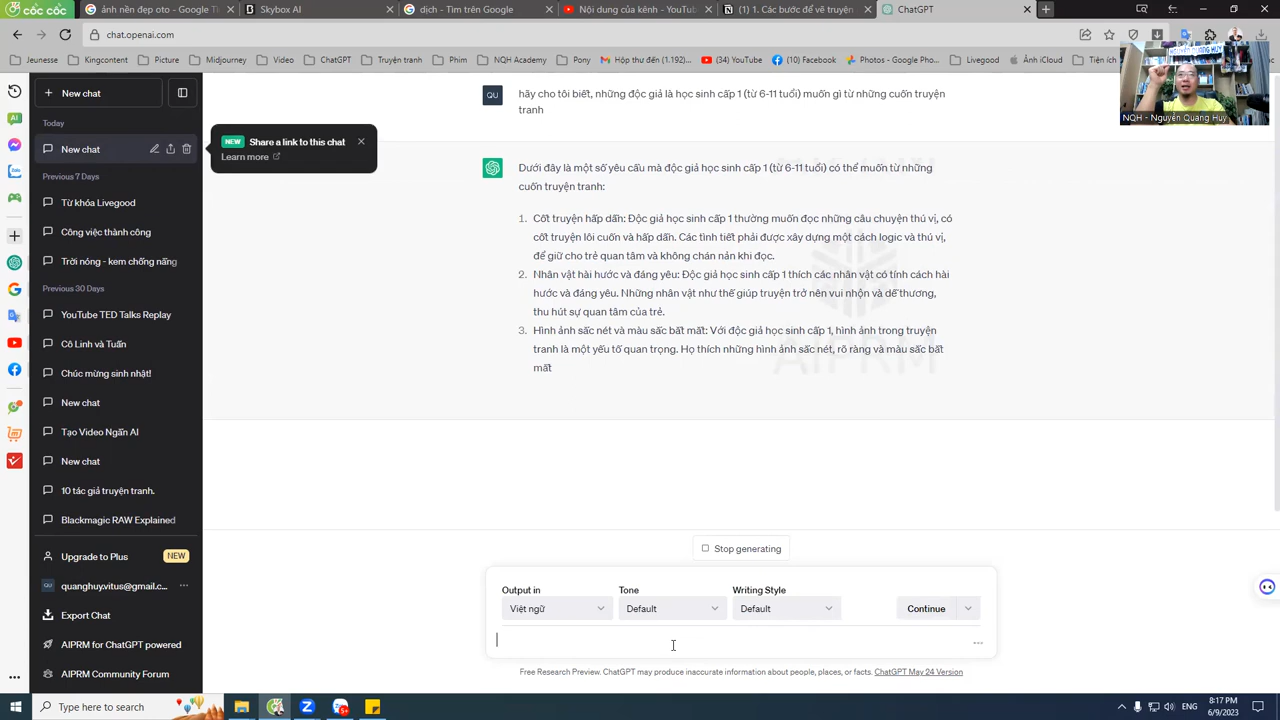 ảnh nền đẹp oto - Google Tìm
dịch - Tìm trên Google
Nội dung của kênh
(1) 1. Các bước để vẽ truyện
ChatGPT
chat.openai.com
Jeunesse
Picture
Midjourney
Video
ChatGPT
Truyện tranh
Phim
NQH Academy
Pony
Hộp thư đến (1.192)...
(34) YouTube
(10) Facebook
Photos - Google Pho...
Livegood
Ảnh iCloud
Tiện ích
NGUYỄN QUANG HUY
NQH - Nguyễn Quang Huy
New chat
Today
New chat
Previous 7 Days
Từ khóa Livegood
Công việc thành công
Trời nóng - kem chống nắng
Previous 30 Days
YouTube TED Talks Replay
Cô Linh và Tuấn
Chúc mừng sinh nhật!
New chat
Tạo Video Ngắn AI
New chat
10 tác giả truyện tranh
Blackmagic RAW Explained
Upgrade to Plus
NEW
QU
quanghuy.vitus@gmail.c...
Export Chat
AIPRM for ChatGPT powered
AIPRM Community Forum
NEW Share a link to this chat
Learn more
QU
hãy cho tôi biết, những độc giả là học sinh cấp 1 (từ 6-11 tuổi) muốn gì từ những cuốn truyện
tranh
Dưới đây là một số yêu cầu mà độc giả học sinh cấp 1 (từ 6-11 tuổi) có thể muốn từ những
cuốn truyện tranh:
1. Cốt truyện hấp dẫn: Độc giả học sinh cấp 1 thường muốn đọc những câu chuyện thú vị, có
cốt truyện lôi cuốn và hấp dẫn. Các tình tiết phải được xây dựng một cách logic và thú vị,
để giữ cho trẻ quan tâm và không chán nản khi đọc.
2. Nhân vật hài hước và đáng yêu: Độc giả học sinh cấp 1 thích các nhân vật có tính cách hài
hước và đáng yêu. Những nhân vật như thế giúp truyện trở nên vui nhộn và dễ thương,
thu hút sự quan tâm của trẻ.
3. Hình ảnh sắc nét và màu sắc bắt mắt: Với độc giả học sinh cấp 1, hình ảnh trong truyện
tranh là một yếu tố quan trọng. Họ thích những hình ảnh sắc nét, rõ ràng và màu sắc bắt
mắt
AIPRM
Stop generating
Output in
Tone
Writing Style
Việt ngữ
Default
Default
Continue
Free Research Preview. ChatGPT may produce inaccurate information about people, places, or facts. ChatGPT May 24 Version
Type here to search
ENG
8:17 PM
6/9/2023